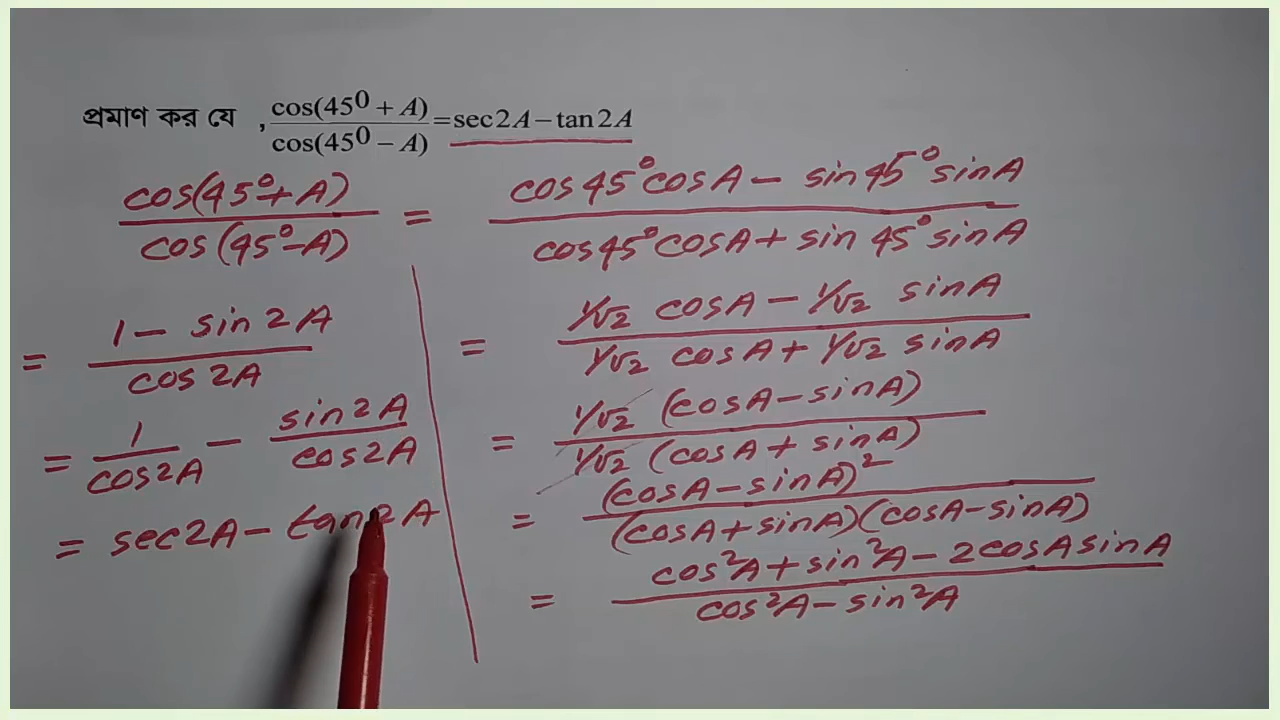 প্রমাণ কর যে , cos(45⁰ + A)/cos(45⁰ − A) = sec2A − tan2A
cos(45°+A)/cos(45°−A) = (cos45°cosA − sin45°sinA)/(cos45°cosA + sin45°sinA)
= (1/√2 cosA − 1/√2 sinA)/(1/√2 cosA + 1/√2 sinA)
= 1/√2 (cosA − sinA)/1/√2 (cosA + sinA)
= (cosA − sinA)²/(cosA + sinA)(cosA − sinA)
= (cos²A + sin²A − 2cosAsinA)/(cos²A − sin²A)
= (1 − sin2A)/cos2A
= 1/cos2A − sin2A/cos2A
= sec2A − tan2A